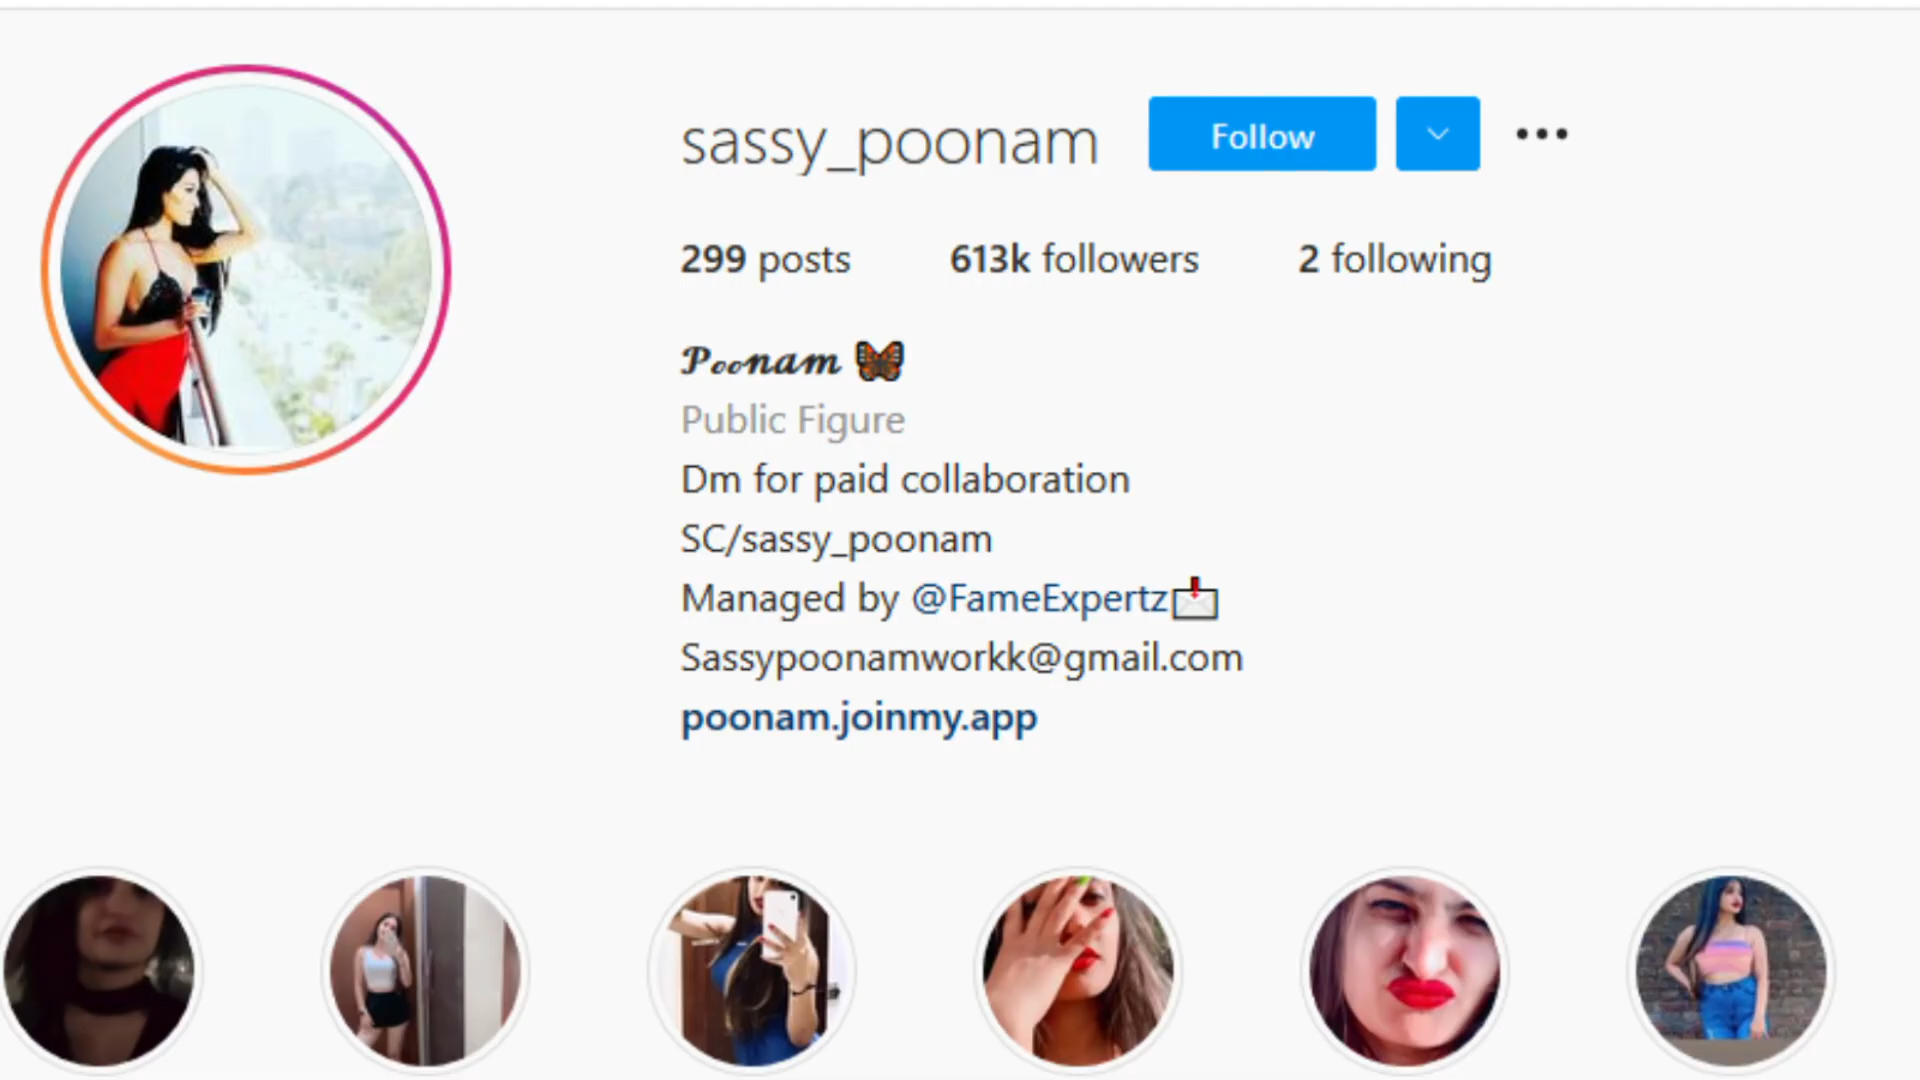 sassy_poonam Follow
299 posts 613k followers 2 following
𝓟ₒₒ𝓷𝓪𝓶 🦋
Public Figure
Dm for paid collaboration
SC/sassy_poonam
Managed by @FameExpertz📩
Sassypoonamworkk@gmail.com
poonam.joinmy.app